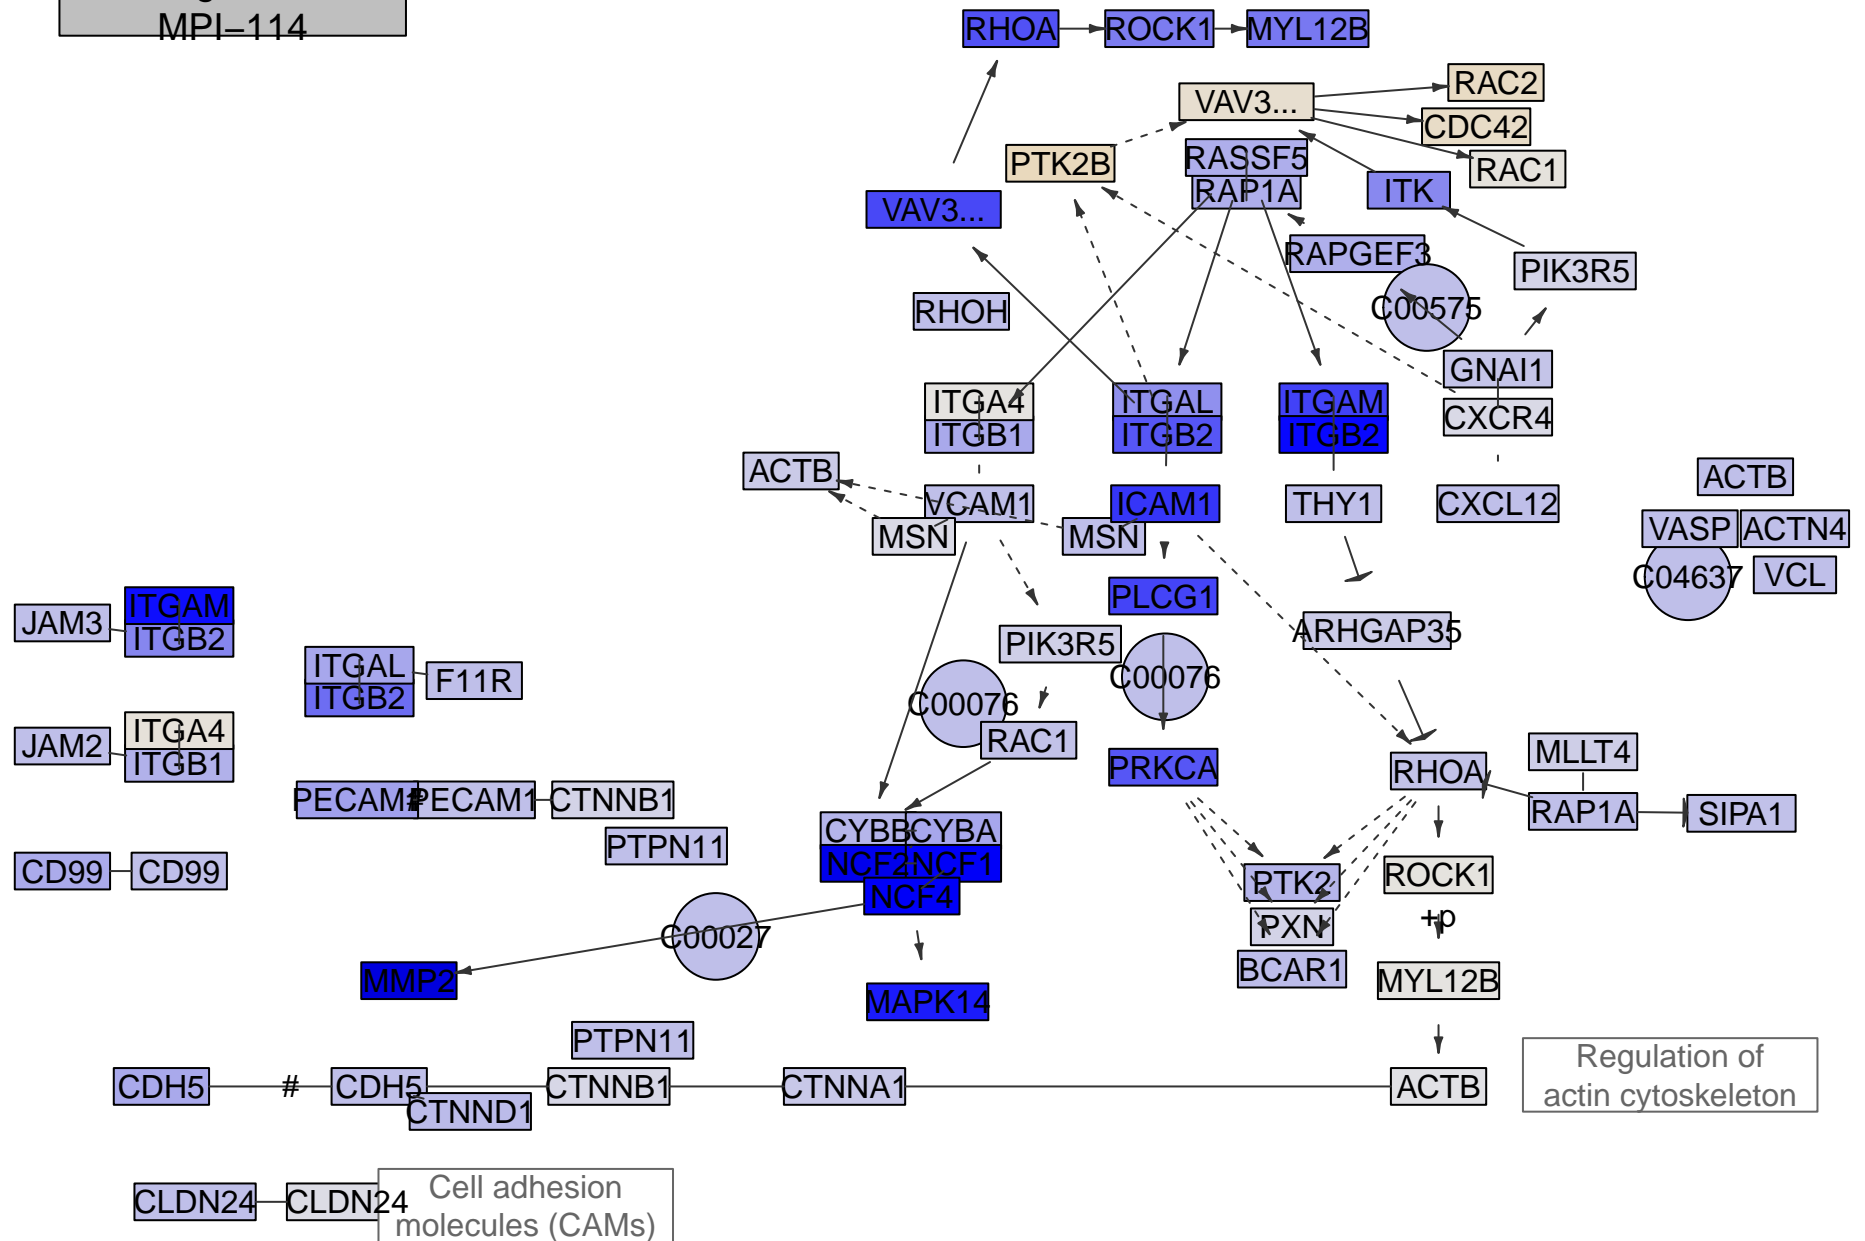 MPI−114
RHOA
ROCK1
MYL12B
RAC2
VAV3...
CDC42
RASSF5
PTK2B
RAC1
RAP1A
ITK
VAV3...
RAPGEF3
PIK3R5
C00575
RHOH
GNAI1
ITGA4
ITGAL
ITGAM
CXCR4
ITGB1
ITGB2
ITGB2
ACTB
ACTB
VCAM1
ICAM1
THY1
CXCL12
MSN
MSN
VASP
ACTN4
C04637
VCL
PLCG1
ITGAM
JAM3
ITGB2
ARHGAP35
PIK3R5
ITGAL
F11R
C00076
ITGB2
C00076
ITGA4
JAM2
ITGB1
RAC1
PRKCA
RHOA
MLLT4
PECAM1
#
PECAM1
CTNNB1
RAP1A
SIPA1
CYBB
CYBA
PTPN11
NCF2
NCF1
CD99
CD99
NCF4
PTK2
ROCK1
+p
PXN
C00027
BCAR1
MMP2
MYL12B
MAPK14
PTPN11
CDH5
#
CDH5
CTNNB1
CTNNA1
ACTB
CTNND1
Regulation of
actin cytoskeleton
CLDN24
CLDN24
Cell adhesion
molecules (CAMs)